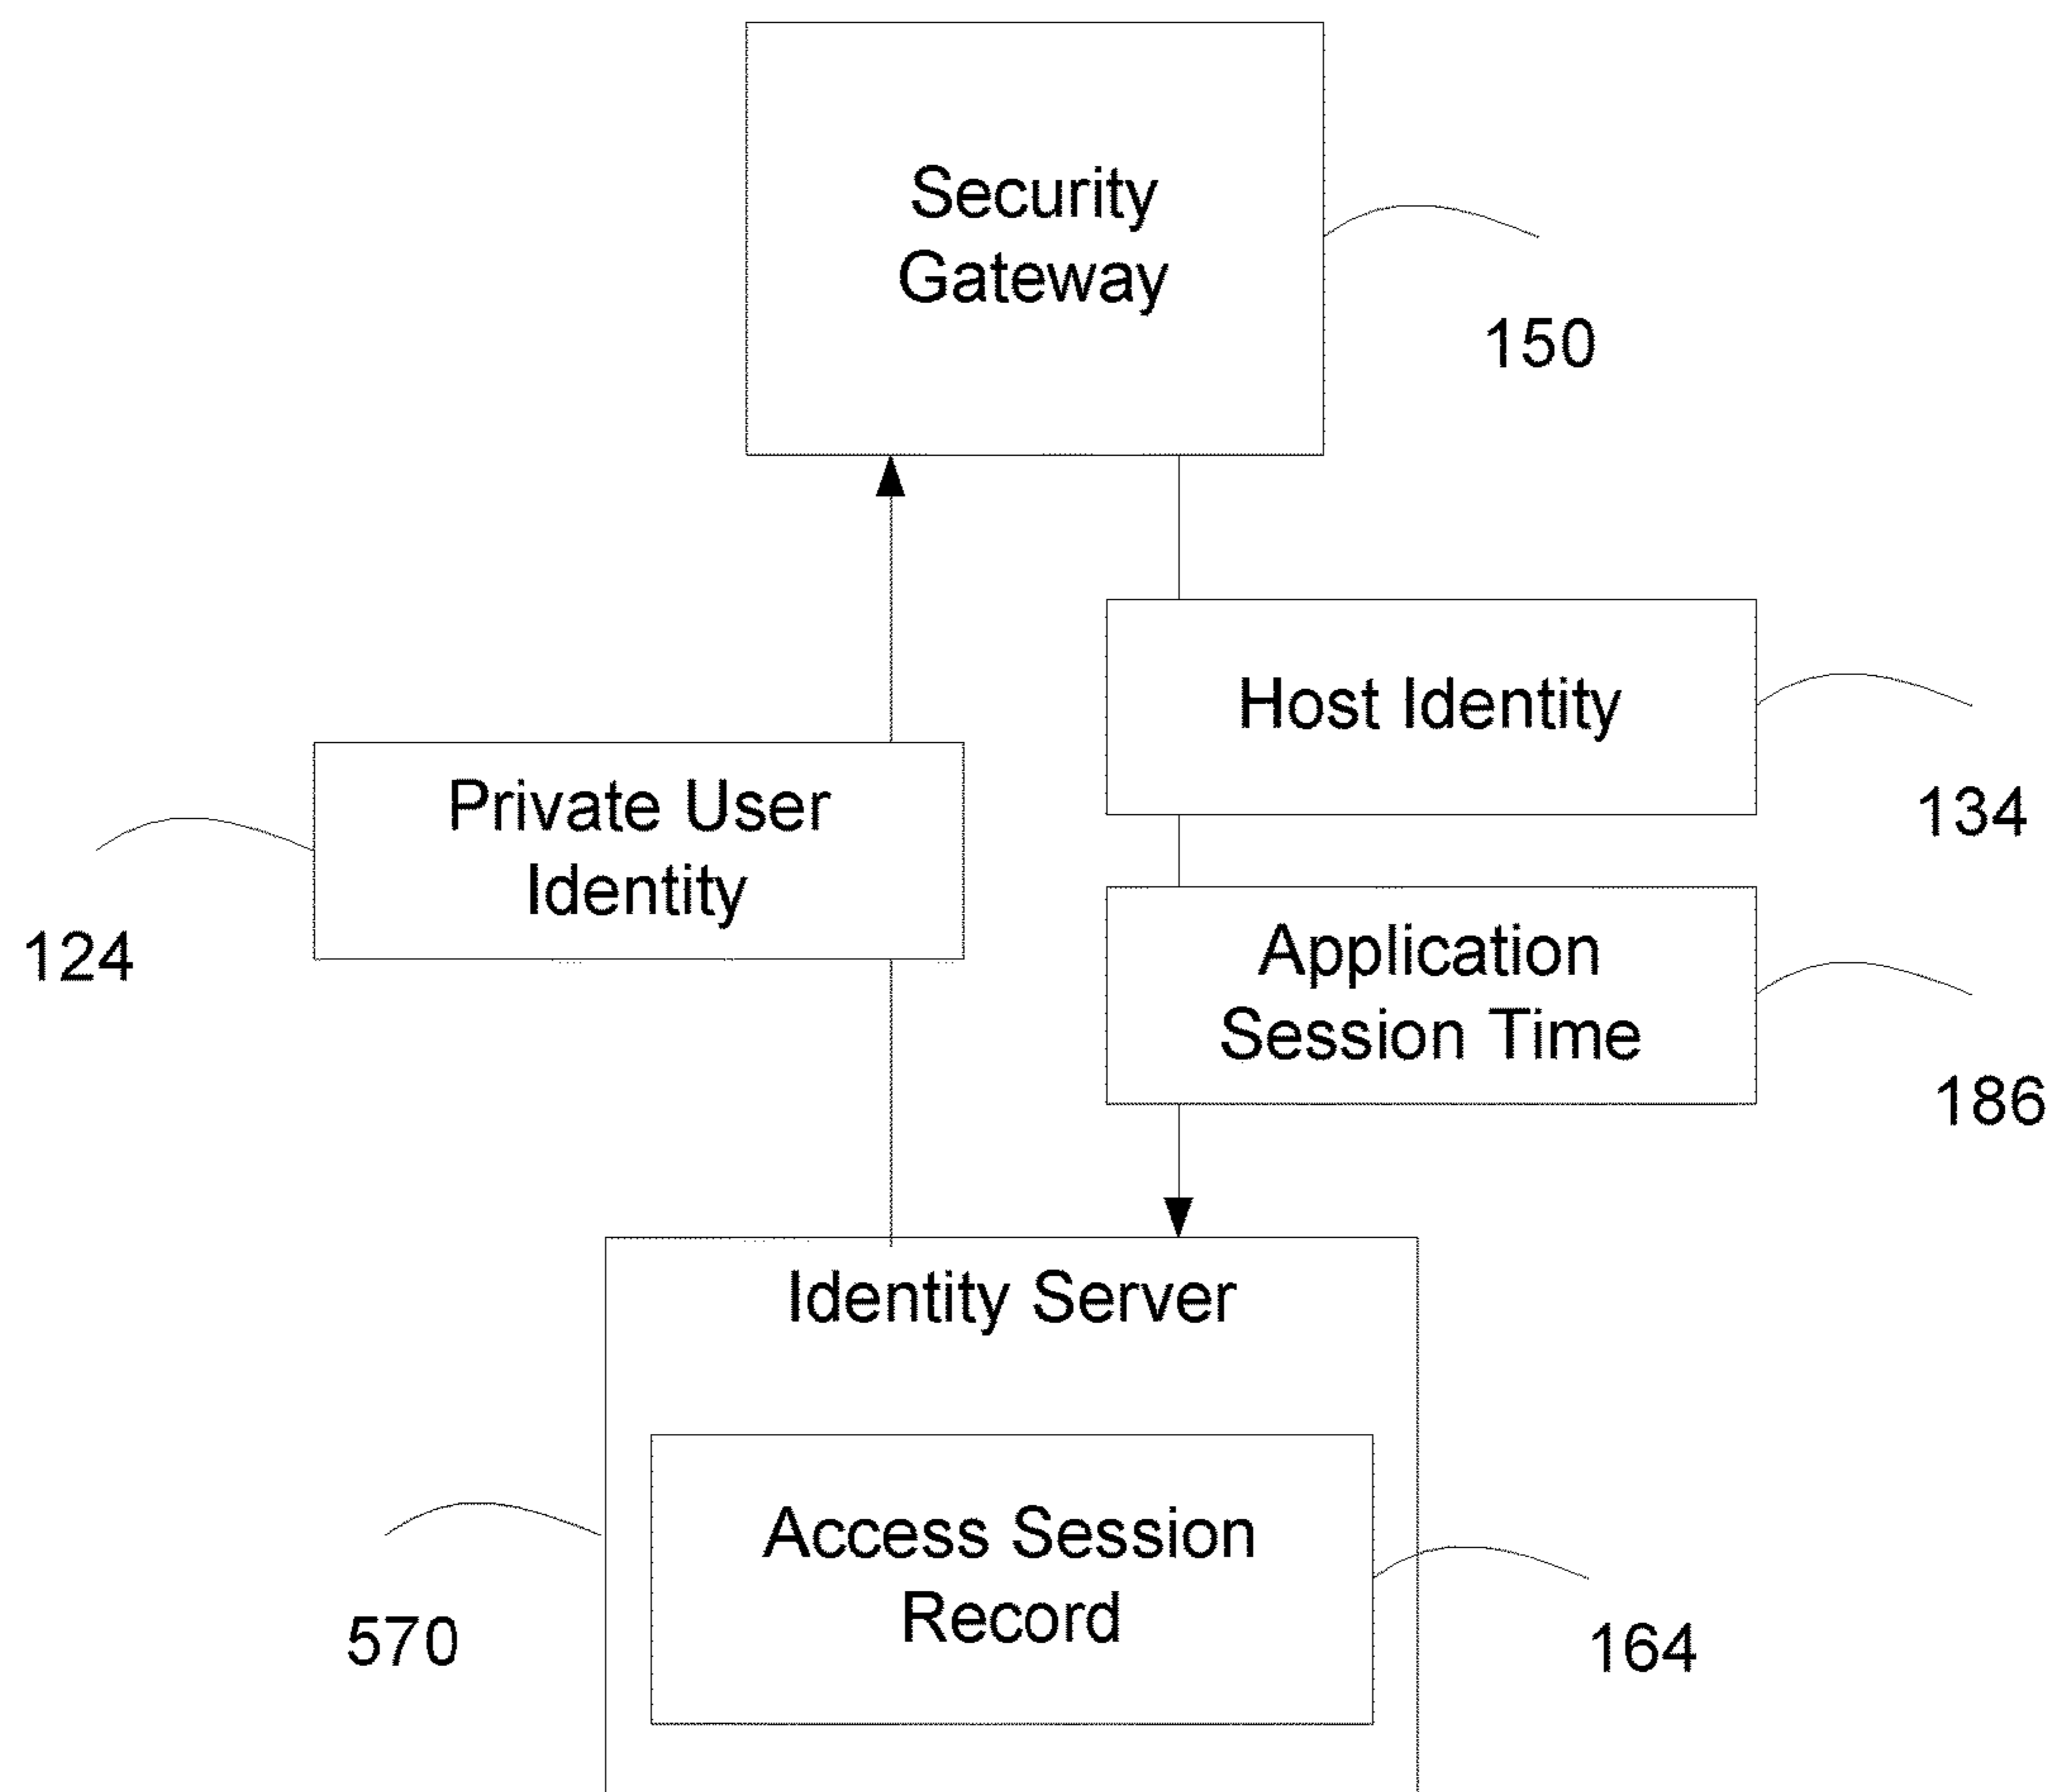 Security
Gateway
150
Host Identity
134
Private User
Identity
124
Application
Session Time
186
Identity Server
Access Session
Record
570
164